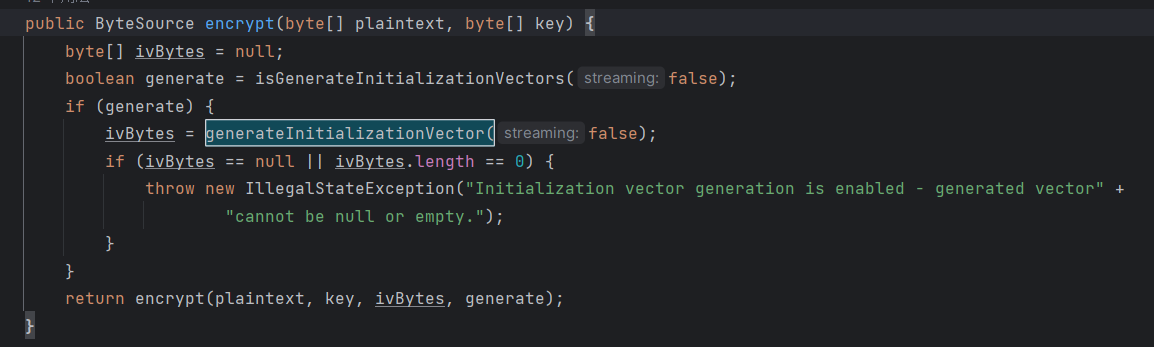 public ByteSource encrypt(byte[] plaintext, byte[] key) {
    byte[] ivBytes = null;
    boolean generate = isGenerateInitializationVectors( streaming: false);
    if (generate) {
        ivBytes = generateInitializationVector( streaming: false);
        if (ivBytes == null || ivBytes.length == 0) {
            throw new IllegalStateException("Initialization vector generation is enabled - generated vector" +
                    "cannot be null or empty.");
        }
    }
    return encrypt(plaintext, key, ivBytes, generate);
}